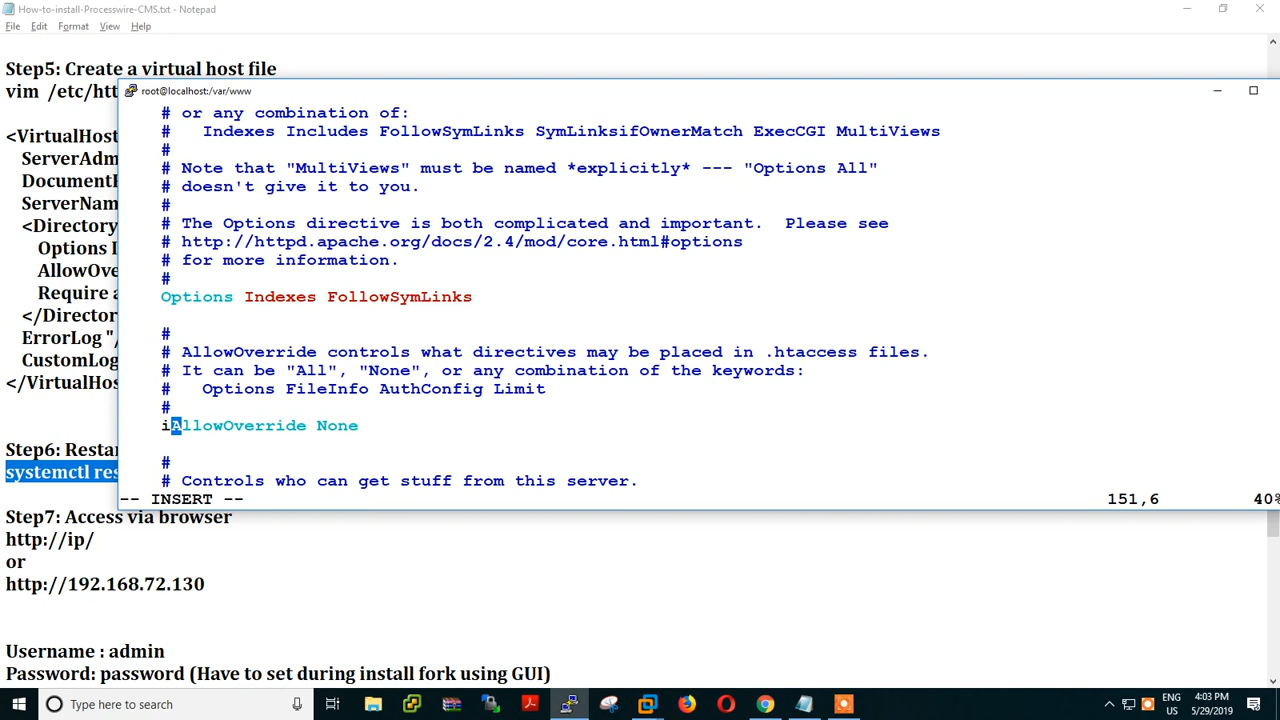 How-to-install-Processwire-CMS.txt - Notepad
File Edit Format View Help
Step5: Create a virtual host file
vim /etc/htt
<VirtualHost
ServerAdm
DocumentR
ServerName
<Directory
Options I
AllowOve
Require a
</Director
ErrorLog "/
CustomLog
</VirtualHos
Step6: Restar
systemctl res
Step7: Access via browser
http://ip/
or
http://192.168.72.130
Username : admin
Password: password (Have to set during install fork using GUI)
root@localhost:/var/www
# or any combination of:
#   Indexes Includes FollowSymLinks SymLinksifOwnerMatch ExecCGI MultiViews
#
# Note that "MultiViews" must be named *explicitly* --- "Options All"
# doesn't give it to you.
#
# The Options directive is both complicated and important.  Please see
# http://httpd.apache.org/docs/2.4/mod/core.html#options
# for more information.
#
Options Indexes FollowSymLinks
#
# AllowOverride controls what directives may be placed in .htaccess files.
# It can be "All", "None", or any combination of the keywords:
#   Options FileInfo AuthConfig Limit
#
iAllowOverride None
#
# Controls who can get stuff from this server.
-- INSERT -- 151,6 40%
Type here to search
ENG
US
4:03 PM
5/29/2019